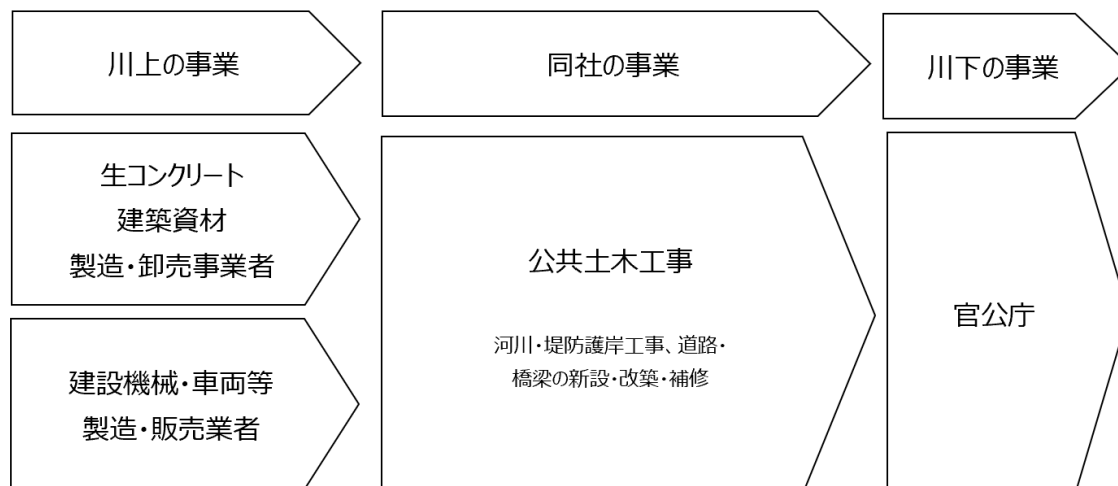 川上の事業
同社の事業
川下の事業
生コンクリート
建築資材
製造・卸売事業者
公共土木工事
河川・堤防護岸工事、道路・
橋梁の新設・改築・補修
官公庁
建設機械・車両等
製造・販売業者